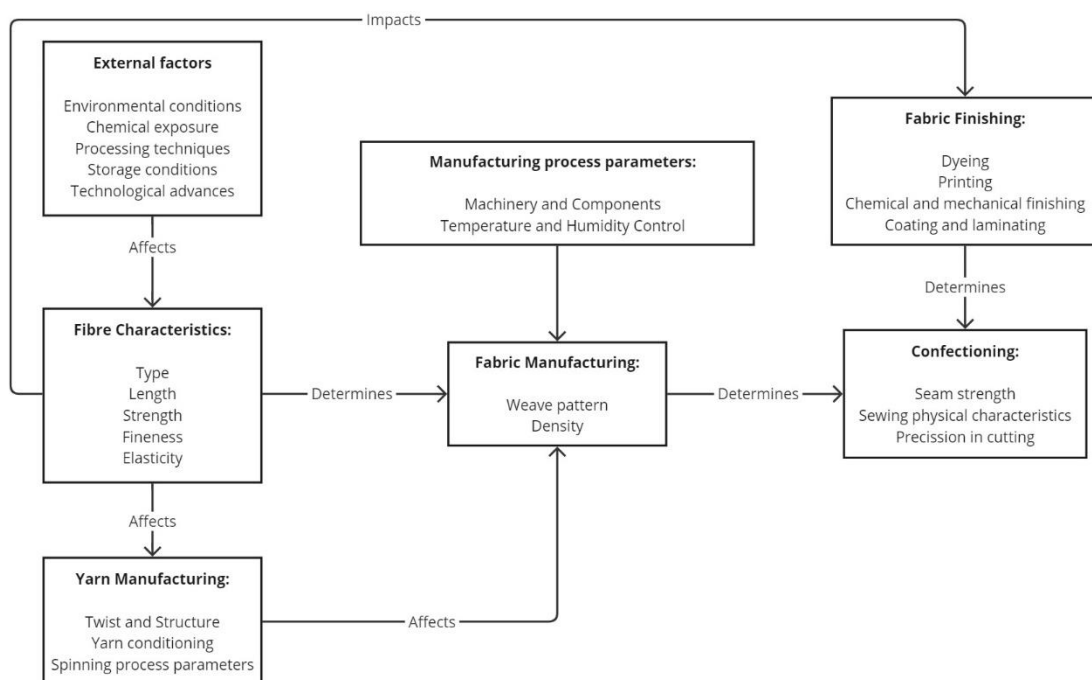 Impacts
External factors
Environmental conditions
Chemical exposure
Processing techniques
Storage conditions
Technological advances
Affects
Manufacturing process parameters:
Machinery and Components
Temperature and Humidity Control
Fabric Finishing:
Dyeing
Printing
Chemical and mechanical finishing
Coating and laminating
Determines
Fibre Characteristics:
Type
Length
Strength
Fineness
Elasticity
Determines
Fabric Manufacturing:
Weave pattern
Density
Determines
Confectioning:
Seam strength
Sewing physical characteristics
Precission in cutting
Affects
Yarn Manufacturing:
Twist and Structure
Yarn conditioning
Spinning process parameters
Affects